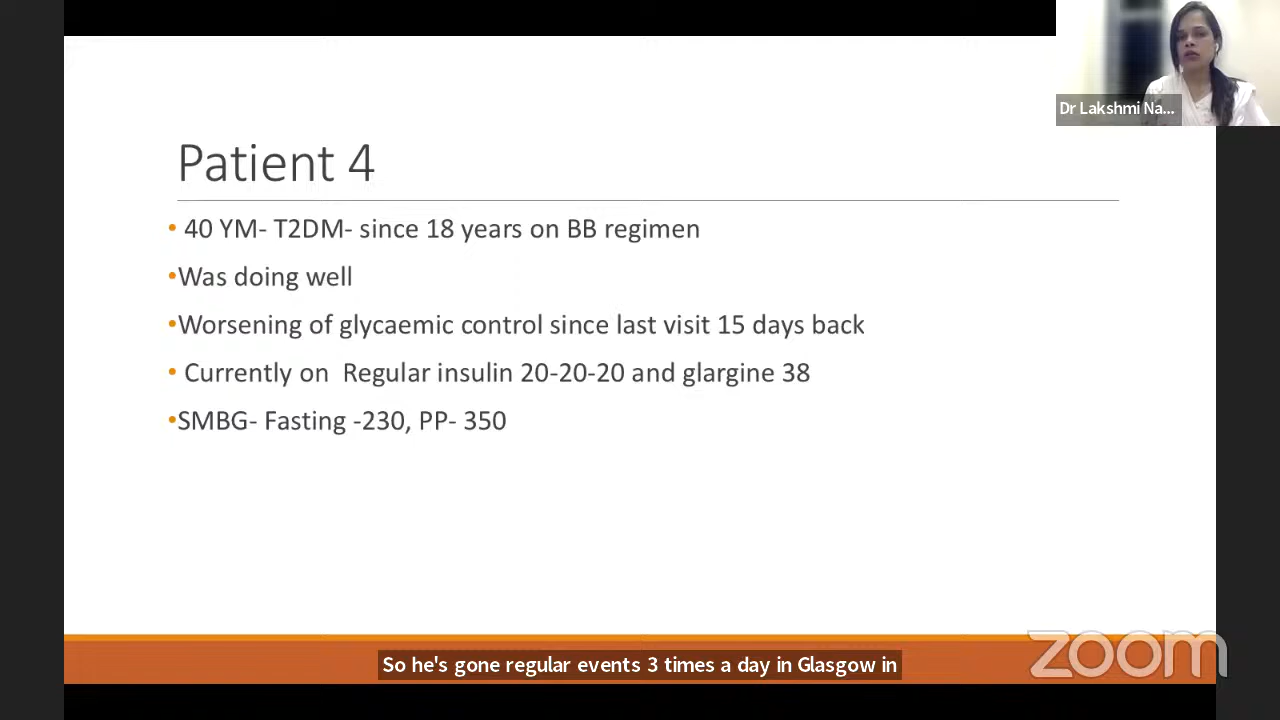 Dr Lakshmi Na...
Patient 4
• 40 YM- T2DM- since 18 years on BB regimen
•Was doing well
•Worsening of glycaemic control since last visit 15 days back
• Currently on Regular insulin 20-20-20 and glargine 38
•SMBG- Fasting -230, PP- 350
So he's gone regular events 3 times a day in Glasgow in
zoom